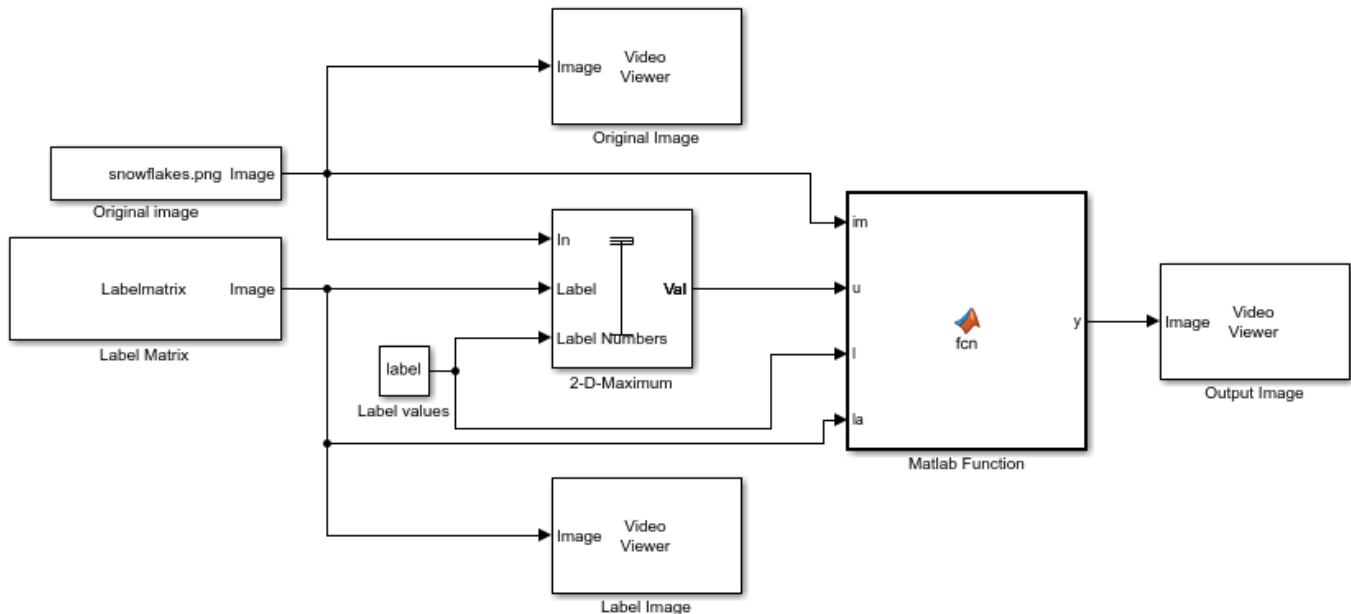 Image
Video
Viewer
Original Image
snowflakes.png Image
Original image
In
Label
Label Numbers
Val
2-D-Maximum
Labelmatrix Image
Label Matrix
label
Label values
im
u
l
la
fcn
y
Matlab Function
Image
Video
Viewer
Output Image
Image
Video
Viewer
Label Image